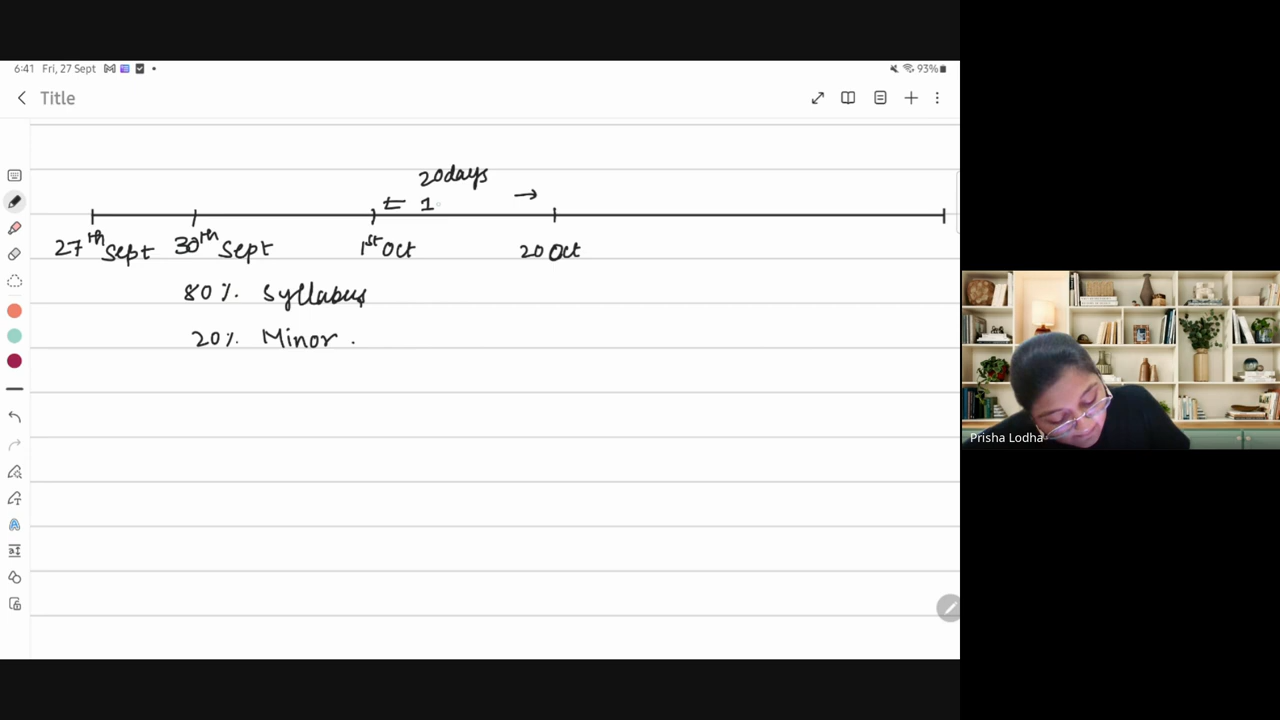 6:41 Fri, 27 Sept
93%
Title
20days
← 1 →
27th Sept 30th Sept 1st Oct 20 Oct
80%. Syllabus
20%. Minor.
Prisha Lodha